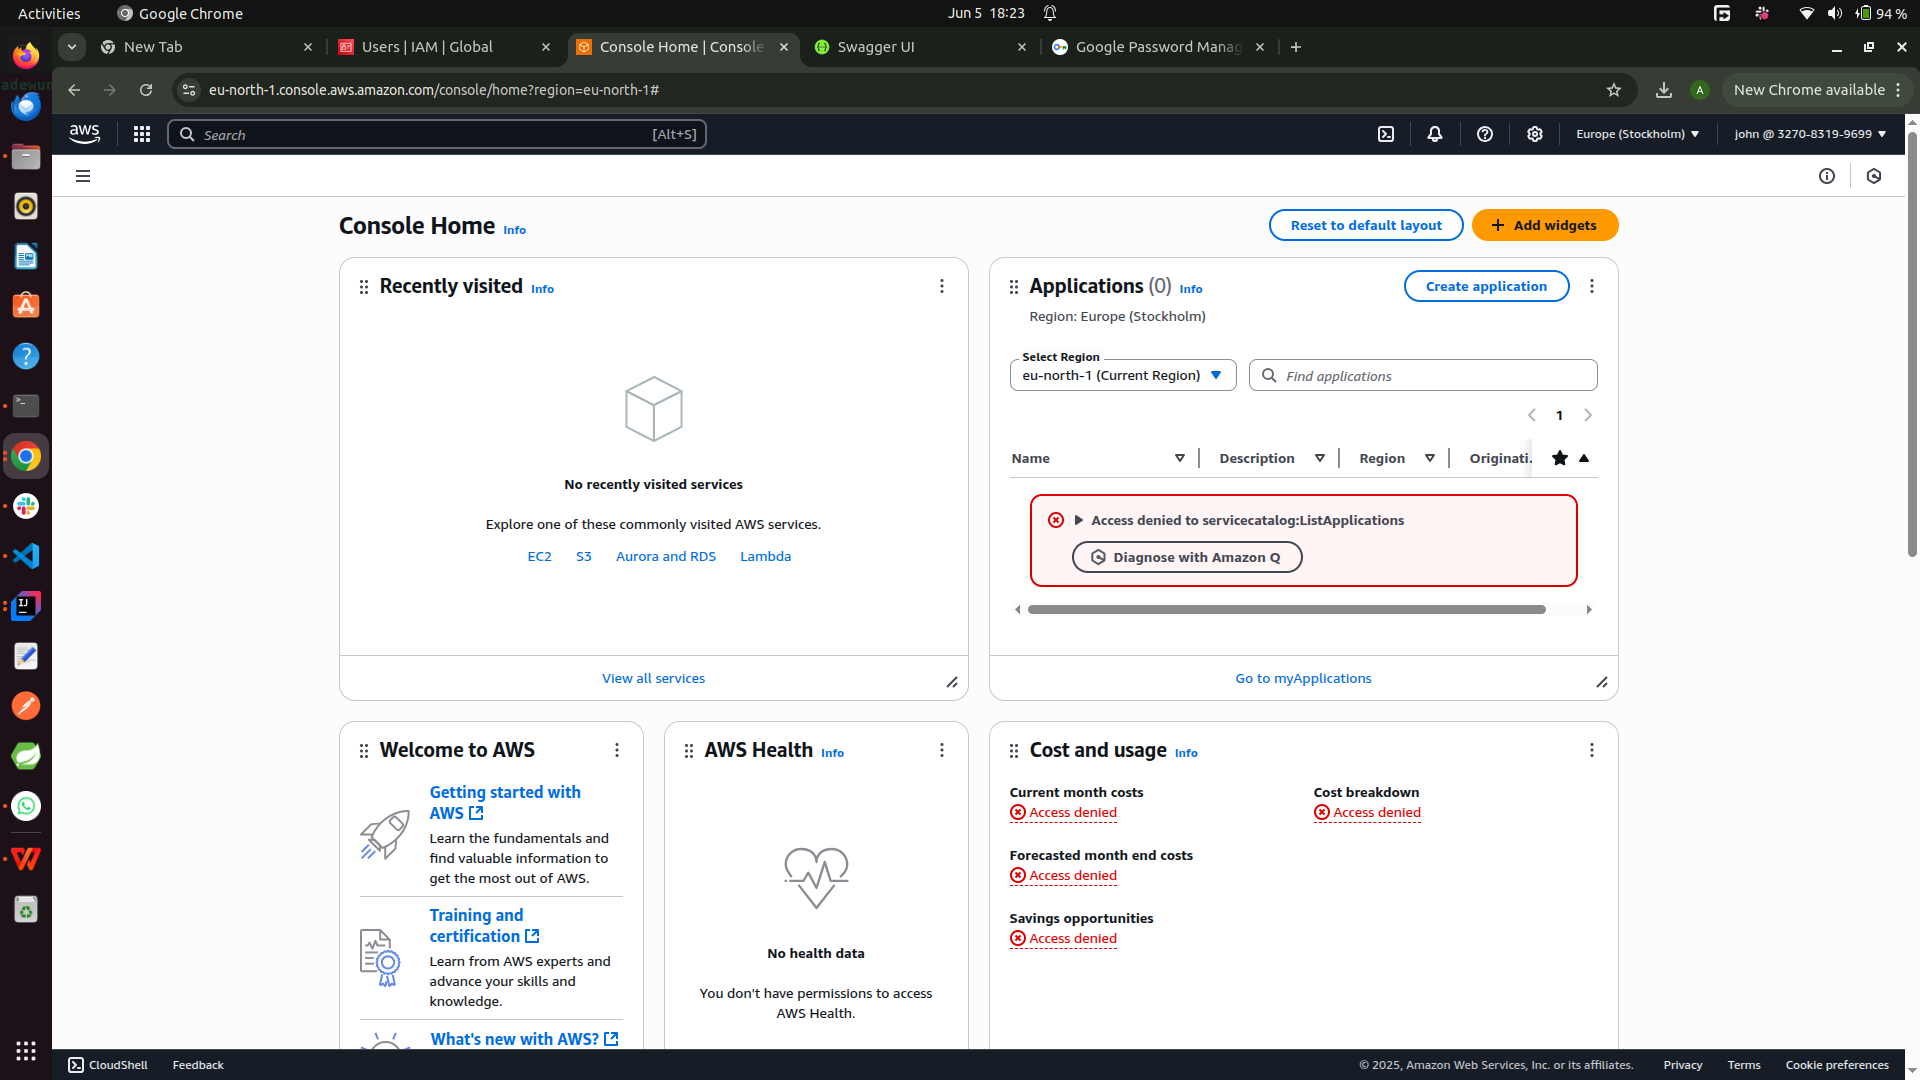 Activities
Google Chrome
Jun 5 18:23
94 %
New Tab
Users | IAM | Global
Console Home | Console
Swagger UI
Google Password Manag
eu-north-1.console.aws.amazon.com/console/home?region=eu-north-1#
A
New Chrome available
aws
Search
[Alt+S]
Europe (Stockholm)
john @ 3270-8319-9699
Console Home
Info
Reset to default layout
Add widgets
Recently visited
Info
No recently visited services
Explore one of these commonly visited AWS services.
EC2
S3
Aurora and RDS
Lambda
View all services
Applications (0)
Info
Create application
Region: Europe (Stockholm)
Select Region
eu-north-1 (Current Region)
Find applications
1
Name
Description
Region
Originati.
Access denied to servicecatalog:ListApplications
Diagnose with Amazon Q
Go to myApplications
Welcome to AWS
Getting started with
AWS
Learn the fundamentals and
find valuable information to
get the most out of AWS.
Training and
certification
Learn from AWS experts and
advance your skills and
knowledge.
What's new with AWS?
AWS Health
Info
No health data
You don't have permissions to access
AWS Health.
Cost and usage
Info
Current month costs
Access denied
Cost breakdown
Access denied
Forecasted month end costs
Access denied
Savings opportunities
Access denied
CloudShell
Feedback
© 2025, Amazon Web Services, Inc. or its affiliates.
Privacy
Terms
Cookie preferences